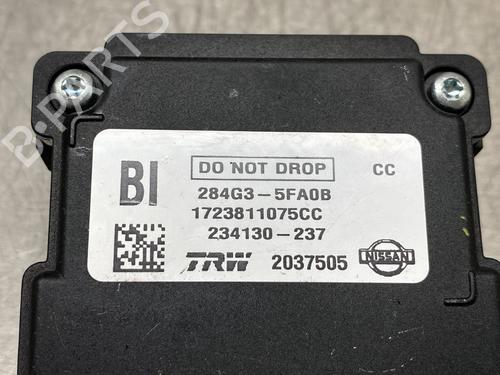 B-PARTS
DO NOT DROP
CC
BI
284G3-5FA0B
1723811075CC
234130-237
TRW 2037505 NISSAN